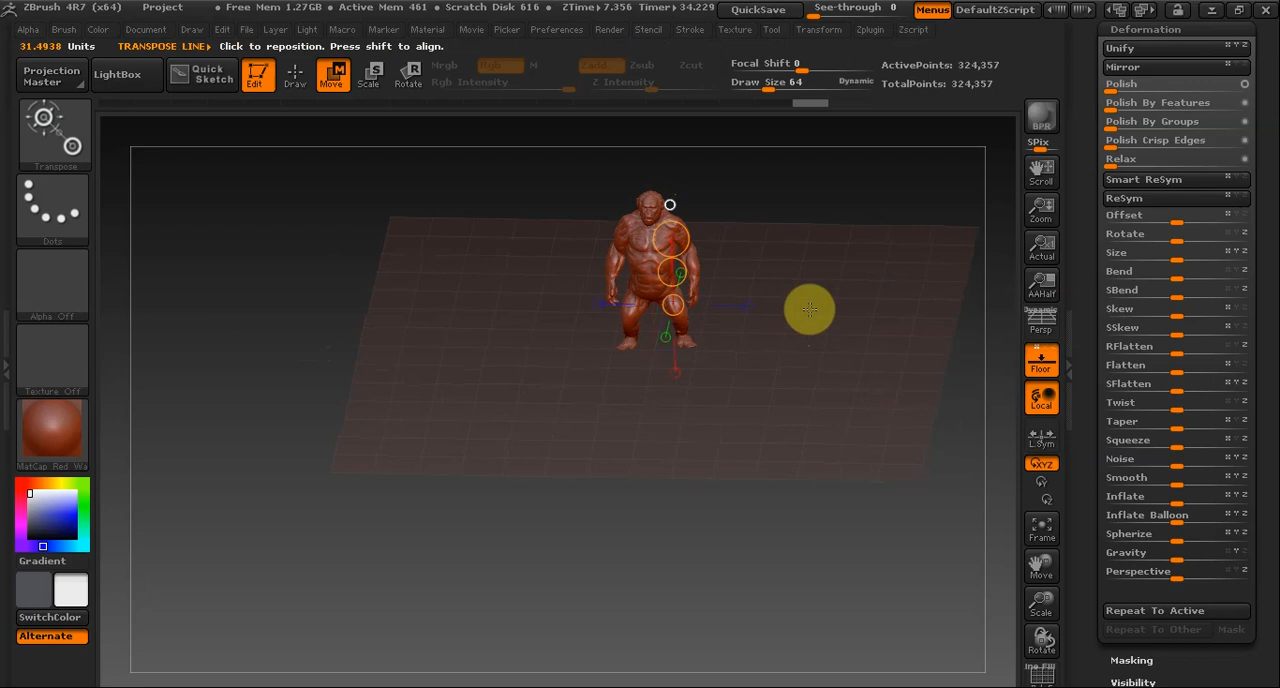 ZBrush 4R7 (x64) Project • Free Mem 1.27GB • Active Mem 461 • Scratch Disk 616 • ZTime▸7.356 Timer▸34.229 QuickSave See-through 0 Menus DefaultZScript
Alpha Brush Color Document Draw Edit File Layer Light Macro Marker Material Movie Picker Preferences Render Stencil Stroke Texture Tool Transform Zplugin Zscript
31.4938 Units TRANSPOSE LINE▸ Click to reposition. Press shift to align.
Projection Master
LightBox
Quick Sketch
Edit
Draw
Move
Scale
Rotate
Mrgb Rgb M
Rgb Intensity
Zadd Zsub Zcut
Z Intensity
Focal Shift 0
Draw Size 64 Dynamic
ActivePoints: 324,357
TotalPoints: 324,357
Transpose
Dots
Alpha Off
Texture Off
MatCap Red Wa
Gradient
SwitchColor
Alternate
BPR
SPix
Scroll
Zoom
Actual
AAHalf
Dynamic
Persp
Floor
Local
L.Sym
XYZ
Y
Z
Frame
Move
Scale
Rotate
Line Fill
Deformation
Unify
Mirror
Polish
Polish By Features
Polish By Groups
Polish Crisp Edges
Relax
Smart ReSym
ReSym
Offset
Rotate
Size
Bend
SBend
Skew
SSkew
RFlatten
Flatten
SFlatten
Twist
Taper
Squeeze
Noise
Smooth
Inflate
Inflate Balloon
Spherize
Gravity
Perspective
Repeat To Active
Repeat To Other Mask
Masking
Visibility